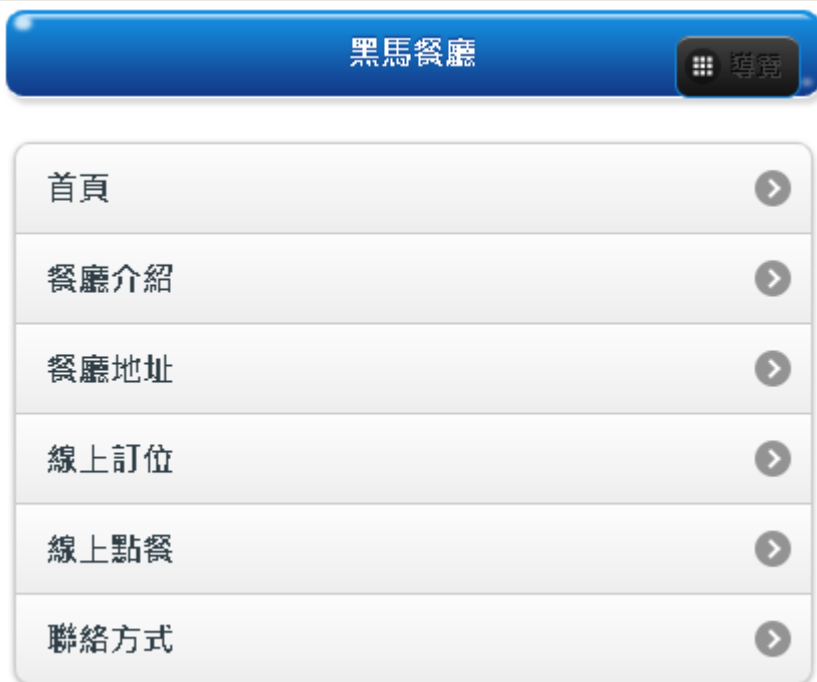 黑馬餐廳
導覽
首頁
餐廳介紹
餐廳地址
線上訂位
線上點餐
聯絡方式